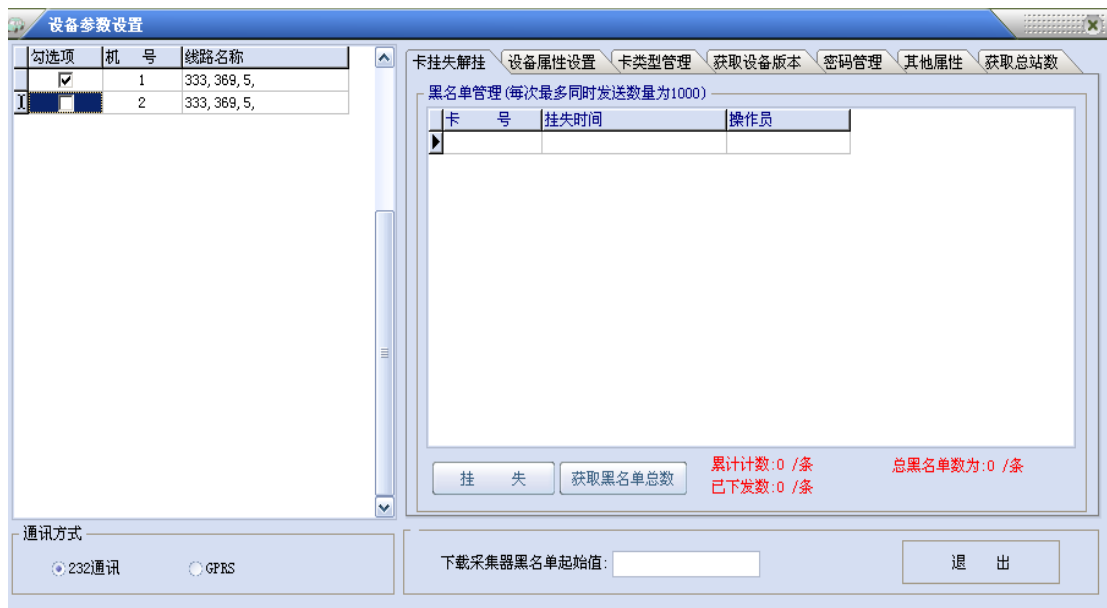 设备参数设置
勾选项 机 号 线路名称
1 333,369,5,
2 333,369,5,
卡挂失解挂 设备属性设置 卡类型管理 获取设备版本 密码管理 其他属性 获取总站数
黑名单管理(每次最多同时发送数量为1000)
卡 号 挂失时间 操作员
挂 失 获取黑名单总数 累计计数:0 /条 总黑名单数为:0 /条
已下发数:0 /条
通讯方式
232通讯 GPRS
下载采集器黑名单起始值: 退 出